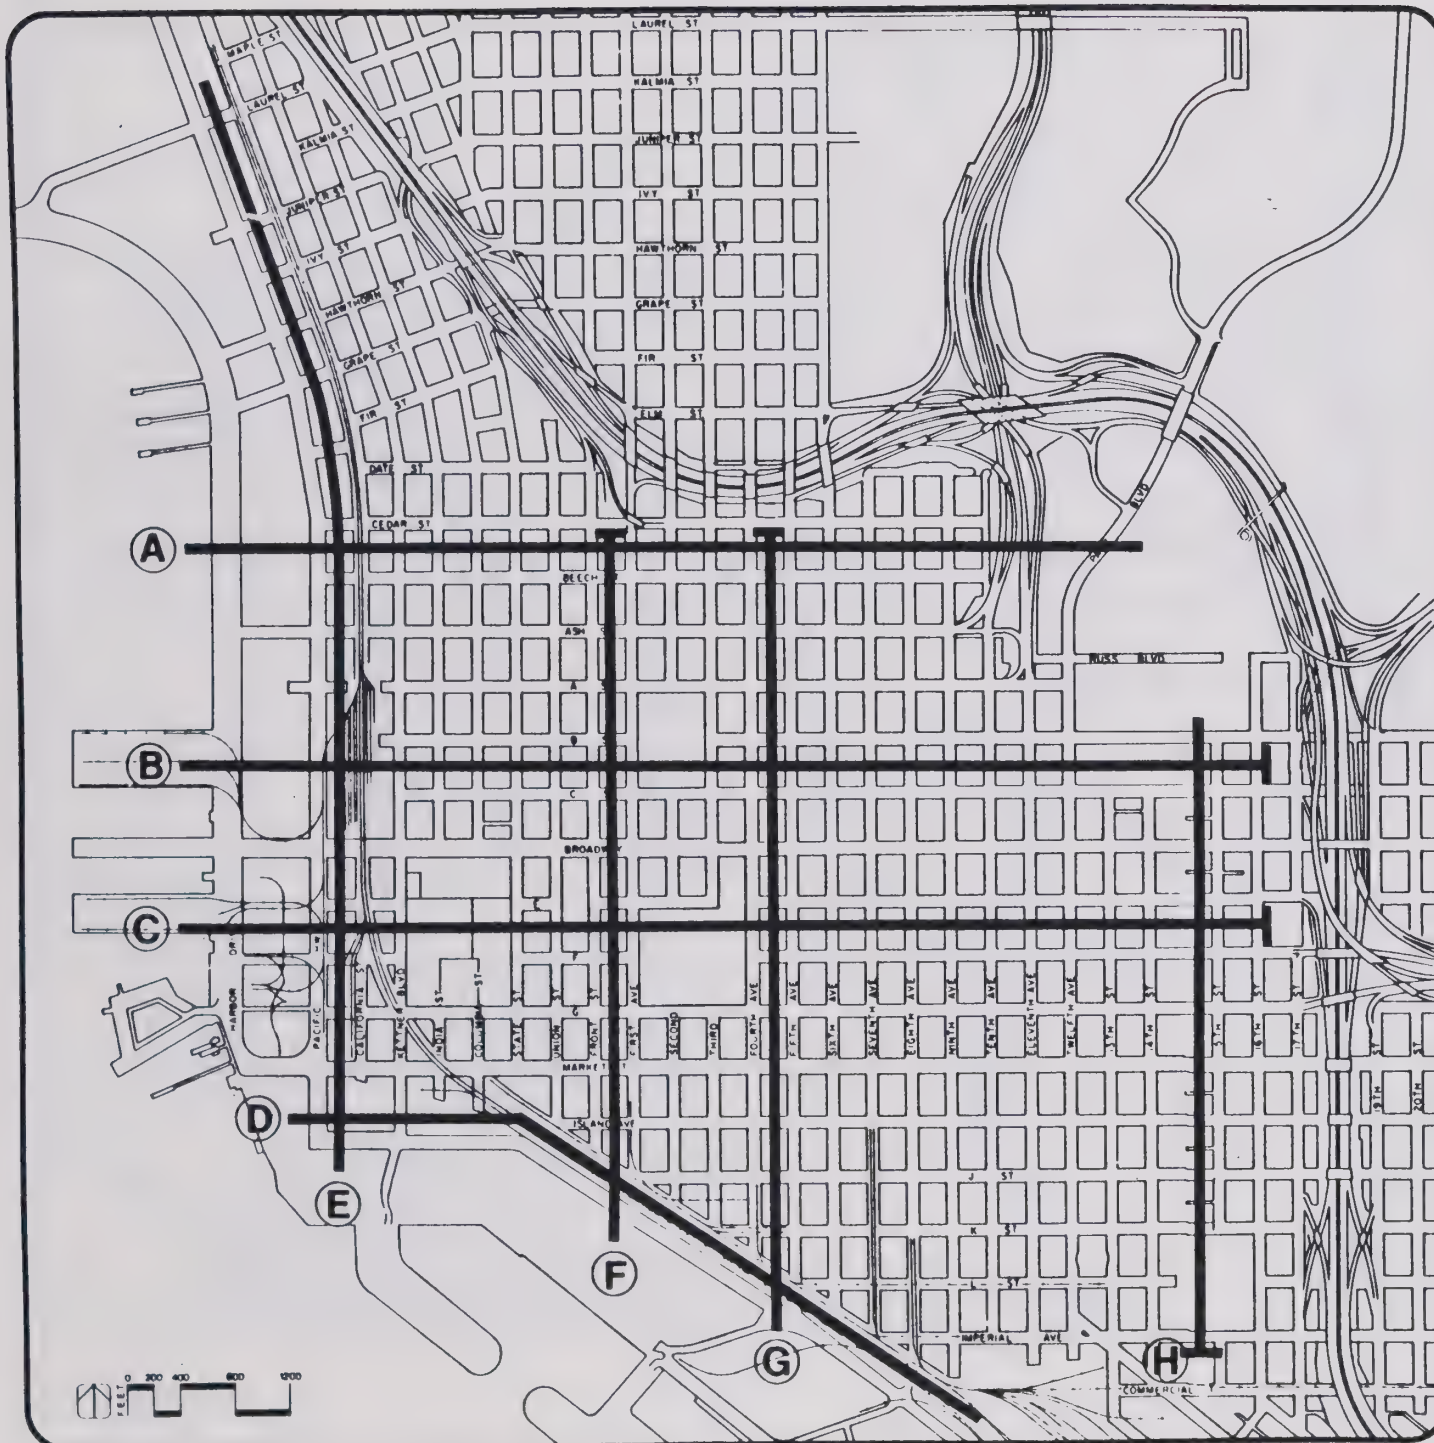 LAUREL ST
MAPLE ST
KALMIA ST
LAUREL ST
KALMIA ST
JUNIPER ST
IVY ST
JUNIPER ST
HAWTHORN ST
IVY ST
HAWTHORN ST
GRAPE ST
GRAPE ST
FIR ST
FIR ST
ELM ST
DATE ST
BLVD
CEDAR ST
A
BEECH
ASH
RUSS BLVD
A
B
B
C
BROADWAY
E
C
F
G
HARBOR
PACIFIC
CALIFORNIA ST
KETTNER BLVD
INDIA ST
COLUMBIA ST
STATE ST
UNION ST
FRONT ST
FIRST AVE
SECOND
THIRD
FOURTH AVE
FIFTH AVE
SIXTH AVE
SEVENTH AVE
EIGHTH AVE
NINTH AVE
TENTH AVE
ELEVENTH AVE
TWELFTH AVE
13TH ST
14TH ST
15TH ST
16TH ST
17TH ST
19TH ST
20TH ST
MARKET ST
D
ISLAND AVE
J ST
E
K ST
F
L ST
IMPERIAL AVE
G
H
COMMERCIAL
0 200 400 800 1200
FEET